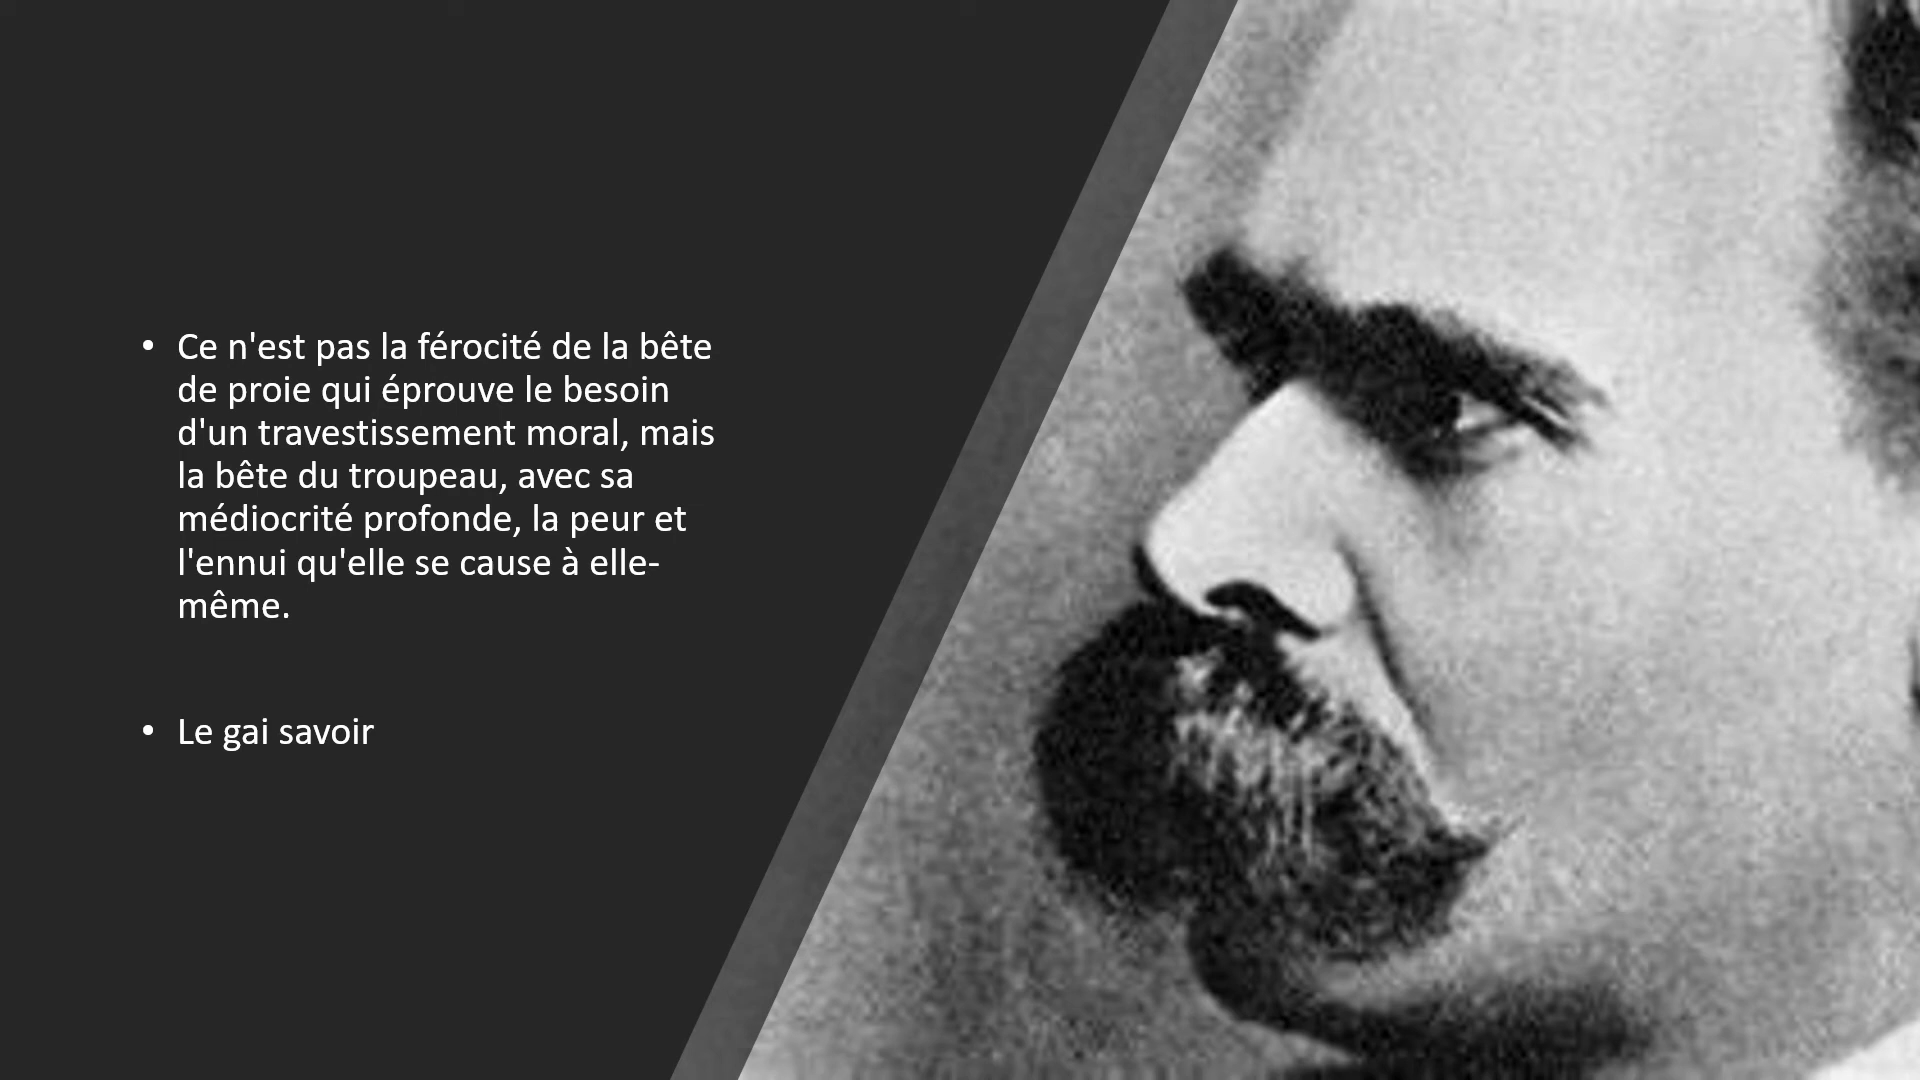 • Ce n'est pas la férocité de la bête
de proie qui éprouve le besoin
d'un travestissement moral, mais
la bête du troupeau, avec sa
médiocrité profonde, la peur et
l'ennui qu'elle se cause à elle-
même.
• Le gai savoir